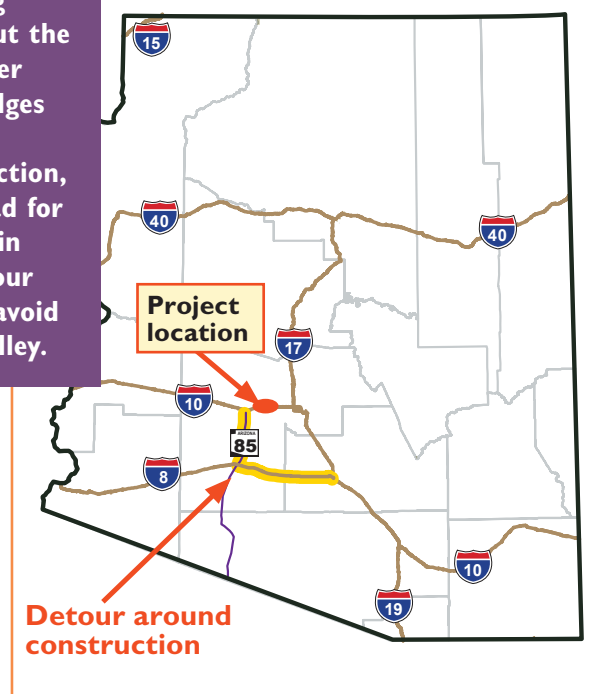 ut the
er
lges
ction,
d for
in
our
avoid
lley.
15
40
40
Project
location
17
10
ARIZONA
85
8
10
19
Detour around
construction